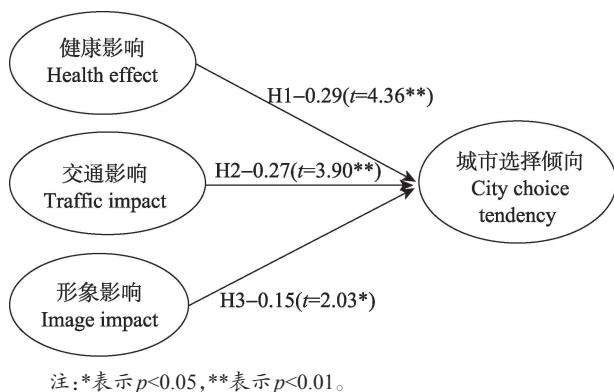 健康影响
Health effect
H1–0.29(t=4.36**)
交通影响
Traffic impact
H2–0.27(t=3.90**)
城市选择倾向
City choice
tendency
形象影响
Image impact
H3–0.15(t=2.03*)
注:*表示p<0.05,**表示p<0.01。